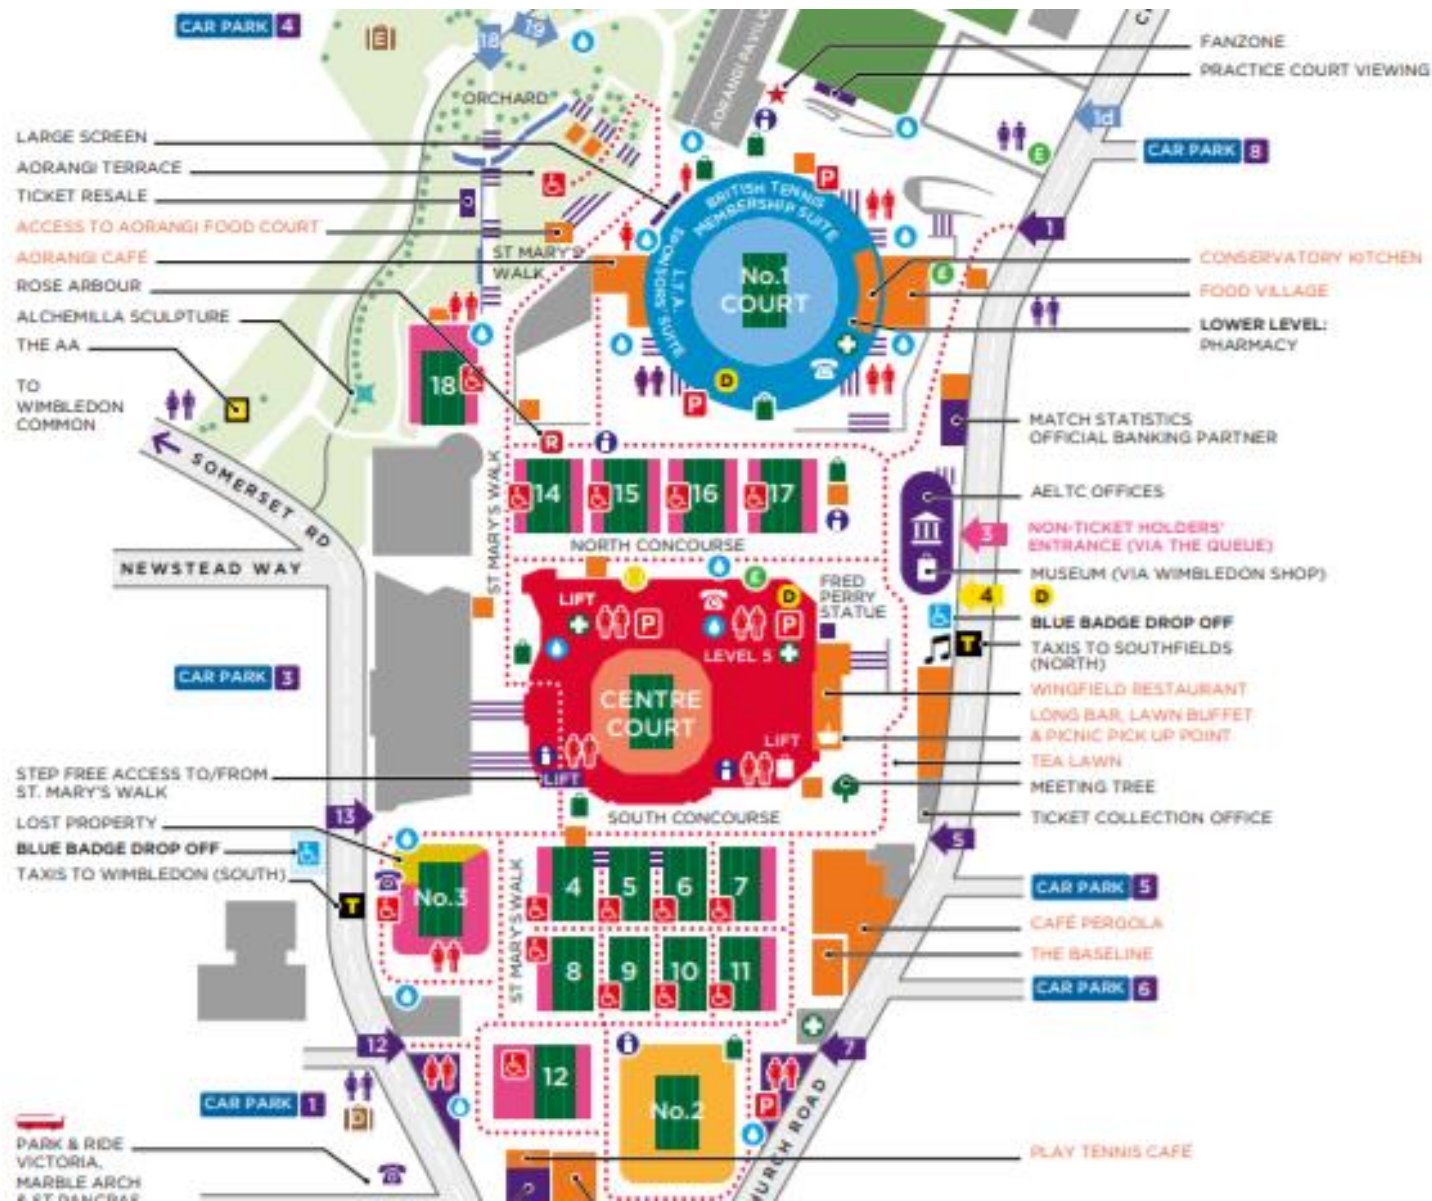 CAR PARK 4
E
18
19
AORANGI
FANZONE
PRACTICE COURT VIEWING
ORCHARD
1d
LARGE SCREEN
CAR PARK 8
E
AORANGI TERRACE
P
TICKET RESALE
BRITISH TENNIS
MEMBERSHIP SUITE
ACCESS TO AORANGI FOOD COURT
1
ST MARY'S
WALK
AORANGI CAFÉ
L.T.A.
SPONSORS' SUITE
No.1
COURT
E
CONSERVATORY KITCHEN
ROSE ARBOUR
FOOD VILLAGE
ALCHEMILLA SCULPTURE
LOWER LEVEL:
PHARMACY
THE AA
18
D
P
TO
WIMBLEDON
COMMON
MATCH STATISTICS
OFFICIAL BANKING PARTNER
R
SOMERSET RD
ST MARY'S WALK
14
15
16
17
AELTC OFFICES
NORTH CONCOURSE
3
NON-TICKET HOLDERS'
ENTRANCE (VIA THE QUEUE)
NEWSTEAD WAY
MUSEUM (VIA WIMBLEDON SHOP)
E
D
FRED
PERRY
STATUE
LIFT
P
P
4
D
BLUE BADGE DROP OFF
T
TAXIS TO SOUTHFIELDS
(NORTH)
LEVEL 5
CAR PARK 3
CENTRE
COURT
WINGFIELD RESTAURANT
LONG BAR, LAWN BUFFET
& PICNIC PICK UP POINT
LIFT
TEA LAWN
STEP FREE ACCESS TO/FROM
ST. MARY'S WALK
LIFT
MEETING TREE
13
SOUTH CONCOURSE
TICKET COLLECTION OFFICE
LOST PROPERTY
5
BLUE BADGE DROP OFF
TAXIS TO WIMBLEDON (SOUTH)
T
No.3
ST MARY'S WALK
4
5
6
7
CAR PARK 5
CAFÉ PERGOLA
8
9
10
11
THE BASELINE
CAR PARK 6
12
7
12
No.2
P
CAR PARK 1
D
CHURCH ROAD
PARK & RIDE
VICTORIA,
MARBLE ARCH
& ST PANCRAS
PLAY TENNIS CAFÉ